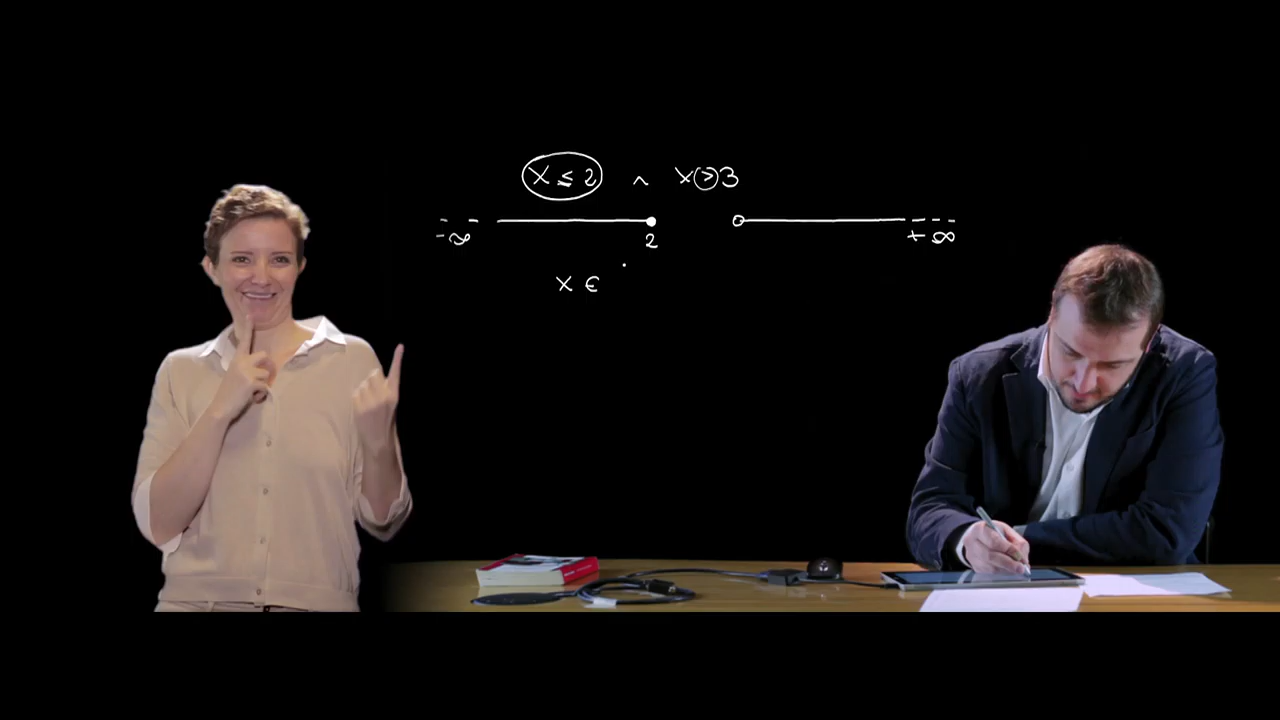 x ≤ 2 ∧ x > 3
-∞ 2 +∞
x ∈